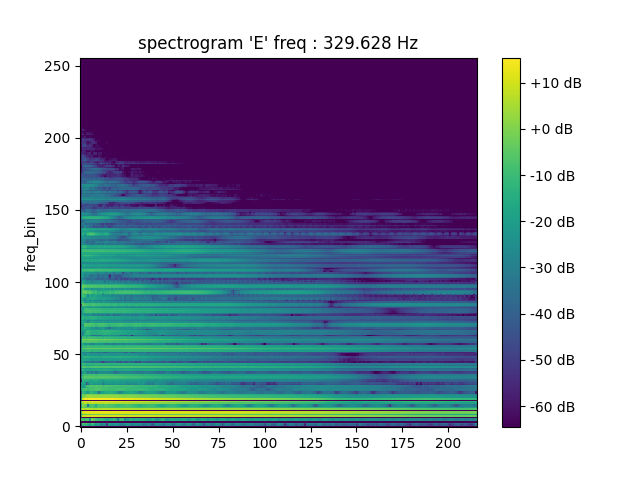 spectrogram 'E' freq : 329.628 Hz
250
200
150
100
50
0
freq_bin
0 25 50 75 100 125 150 175 200
+10 dB
+0 dB
-10 dB
-20 dB
-30 dB
-40 dB
-50 dB
-60 dB